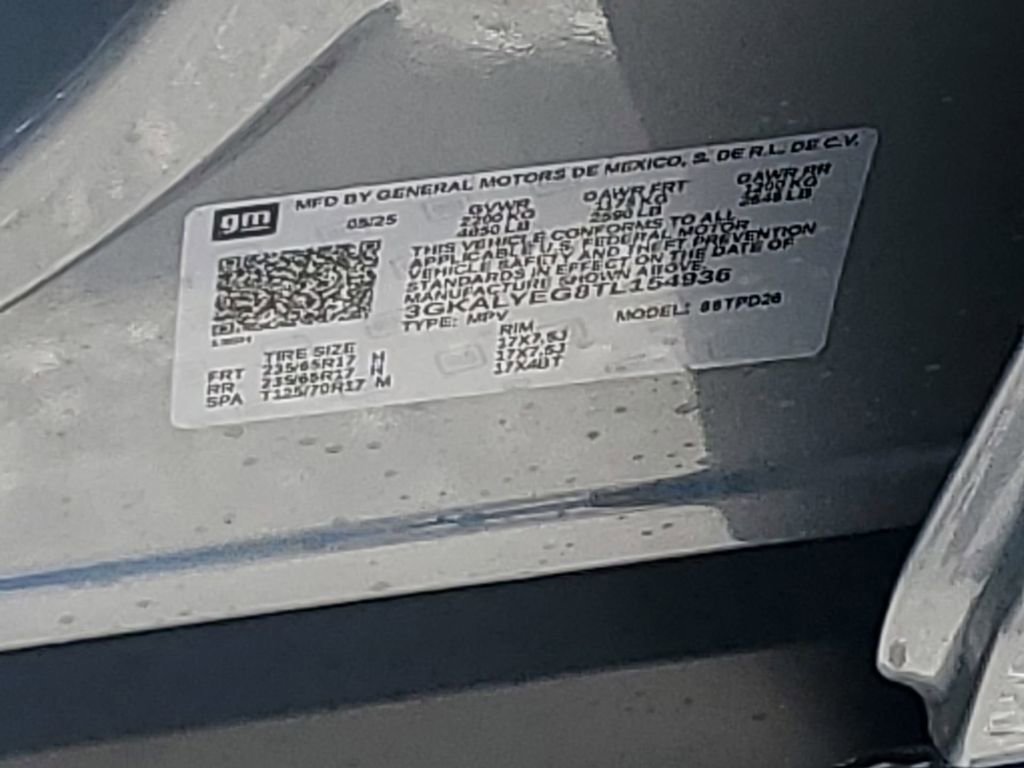 gm
MFD BY GENERAL MOTORS DE MEXICO, S. DE R.L. DE C.V.
05/25 GVWR GAWR FRT GAWR RR
2200 KG 1175 KG 1200 KG
4850 LB 2590 LB 2646 LB
THIS VEHICLE CONFORMS TO ALL
APPLICABLE U.S. FEDERAL MOTOR
VEHICLE SAFETY AND THEFT PREVENTION
STANDARDS IN EFFECT ON THE DATE OF
MANUFACTURE SHOWN ABOVE.
3GKALYEG8TL154936
TYPE: MPV MODEL:
TIRE SIZE RIM
FRT 235/65R17 H 17X7.5J
RR 235/65R17 H 17X7.5J
SPA T125/70R17 M 17X4BT